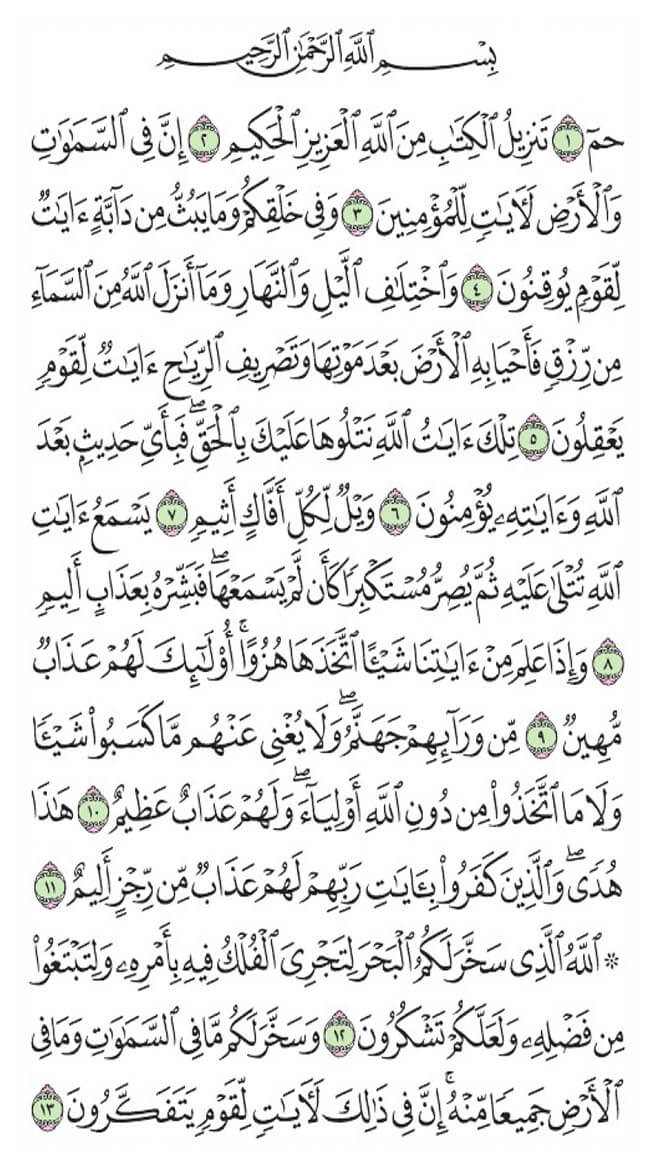 بِسْمِ ٱللَّهِ ٱلرَّحْمَٰنِ ٱلرَّحِيمِ
حمٓ ١ تَنزِيلُ ٱلْكِتَٰبِ مِنَ ٱللَّهِ ٱلْعَزِيزِ ٱلْحَكِيمِ ٢ إِنَّ فِى ٱلسَّمَٰوَٰتِ
وَٱلْأَرْضِ لَءَايَٰتٍ لِّلْمُؤْمِنِينَ ٣ وَفِى خَلْقِكُمْ وَمَا يَبُثُّ مِن دَآبَّةٍ ءَايَٰتٌ
لِّقَوْمٍ يُوقِنُونَ ٤ وَٱخْتِلَٰفِ ٱلَّيْلِ وَٱلنَّهَارِ وَمَآ أَنزَلَ ٱللَّهُ مِنَ ٱلسَّمَآءِ
مِن رِّزْقٍ فَأَحْيَا بِهِ ٱلْأَرْضَ بَعْدَ مَوْتِهَا وَتَصْرِيفِ ٱلرِّيَٰحِ ءَايَٰتٌ لِّقَوْمٍ
يَعْقِلُونَ ٥ تِلْكَ ءَايَٰتُ ٱللَّهِ نَتْلُوهَا عَلَيْكَ بِٱلْحَقِّ ۖ فَبِأَىِّ حَدِيثٍۭ بَعْدَ
ٱللَّهِ وَءَايَٰتِهِۦ يُؤْمِنُونَ ٦ وَيْلٌ لِّكُلِّ أَفَّاكٍ أَثِيمٍ ٧ يَسْمَعُ ءَايَٰتِ
ٱللَّهِ تُتْلَىٰ عَلَيْهِ ثُمَّ يُصِرُّ مُسْتَكْبِرًا كَأَن لَّمْ يَسْمَعْهَا ۖ فَبَشِّرْهُ بِعَذَابٍ أَلِيمٍ
٨ وَإِذَا عَلِمَ مِنْ ءَايَٰتِنَا شَيْـًٔا ٱتَّخَذَهَا هُزُوًا ۚ أُو۟لَٰٓئِكَ لَهُمْ عَذَابٌ
مُّهِينٌ ٩ مِّن وَرَآئِهِمْ جَهَنَّمُ ۖ وَلَا يُغْنِى عَنْهُم مَّا كَسَبُوا۟ شَيْـًٔا
وَلَا مَا ٱتَّخَذُوا۟ مِن دُونِ ٱللَّهِ أَوْلِيَآءَ ۖ وَلَهُمْ عَذَابٌ عَظِيمٌ ١٠ هَٰذَا
هُدًى ۖ وَٱلَّذِينَ كَفَرُوا۟ بِـَٔايَٰتِ رَبِّهِمْ لَهُمْ عَذَابٌ مِّن رِّجْزٍ أَلِيمٌ ١١
۞ ٱللَّهُ ٱلَّذِى سَخَّرَ لَكُمُ ٱلْبَحْرَ لِتَجْرِىَ ٱلْفُلْكُ فِيهِ بِأَمْرِهِۦ وَلِتَبْتَغُوا۟
مِن فَضْلِهِۦ وَلَعَلَّكُمْ تَشْكُرُونَ ١٢ وَسَخَّرَ لَكُم مَّا فِى ٱلسَّمَٰوَٰتِ وَمَا فِى
ٱلْأَرْضِ جَمِيعًا مِّنْهُ ۚ إِنَّ فِى ذَٰلِكَ لَءَايَٰتٍ لِّقَوْمٍ يَتَفَكَّرُونَ ١٣